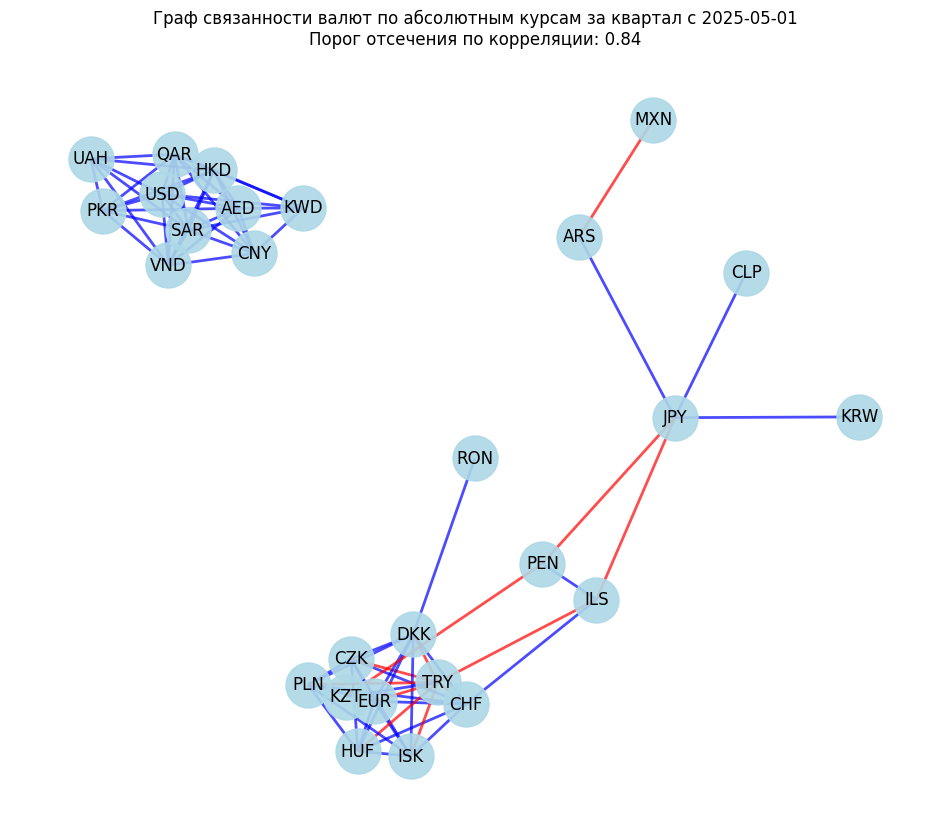 Граф связанности валют по абсолютным курсам за квартал с 2025-05-01
Порог отсечения по корреляции: 0.84
MXN
UAH
QAR
HKD
USD
PKR
AED
KWD
SAR
ARS
CNY
VND
CLP
JPY
KRW
RON
PEN
ILS
DKK
CZK
TRY
PLN
KZT
EUR
CHF
HUF
ISK